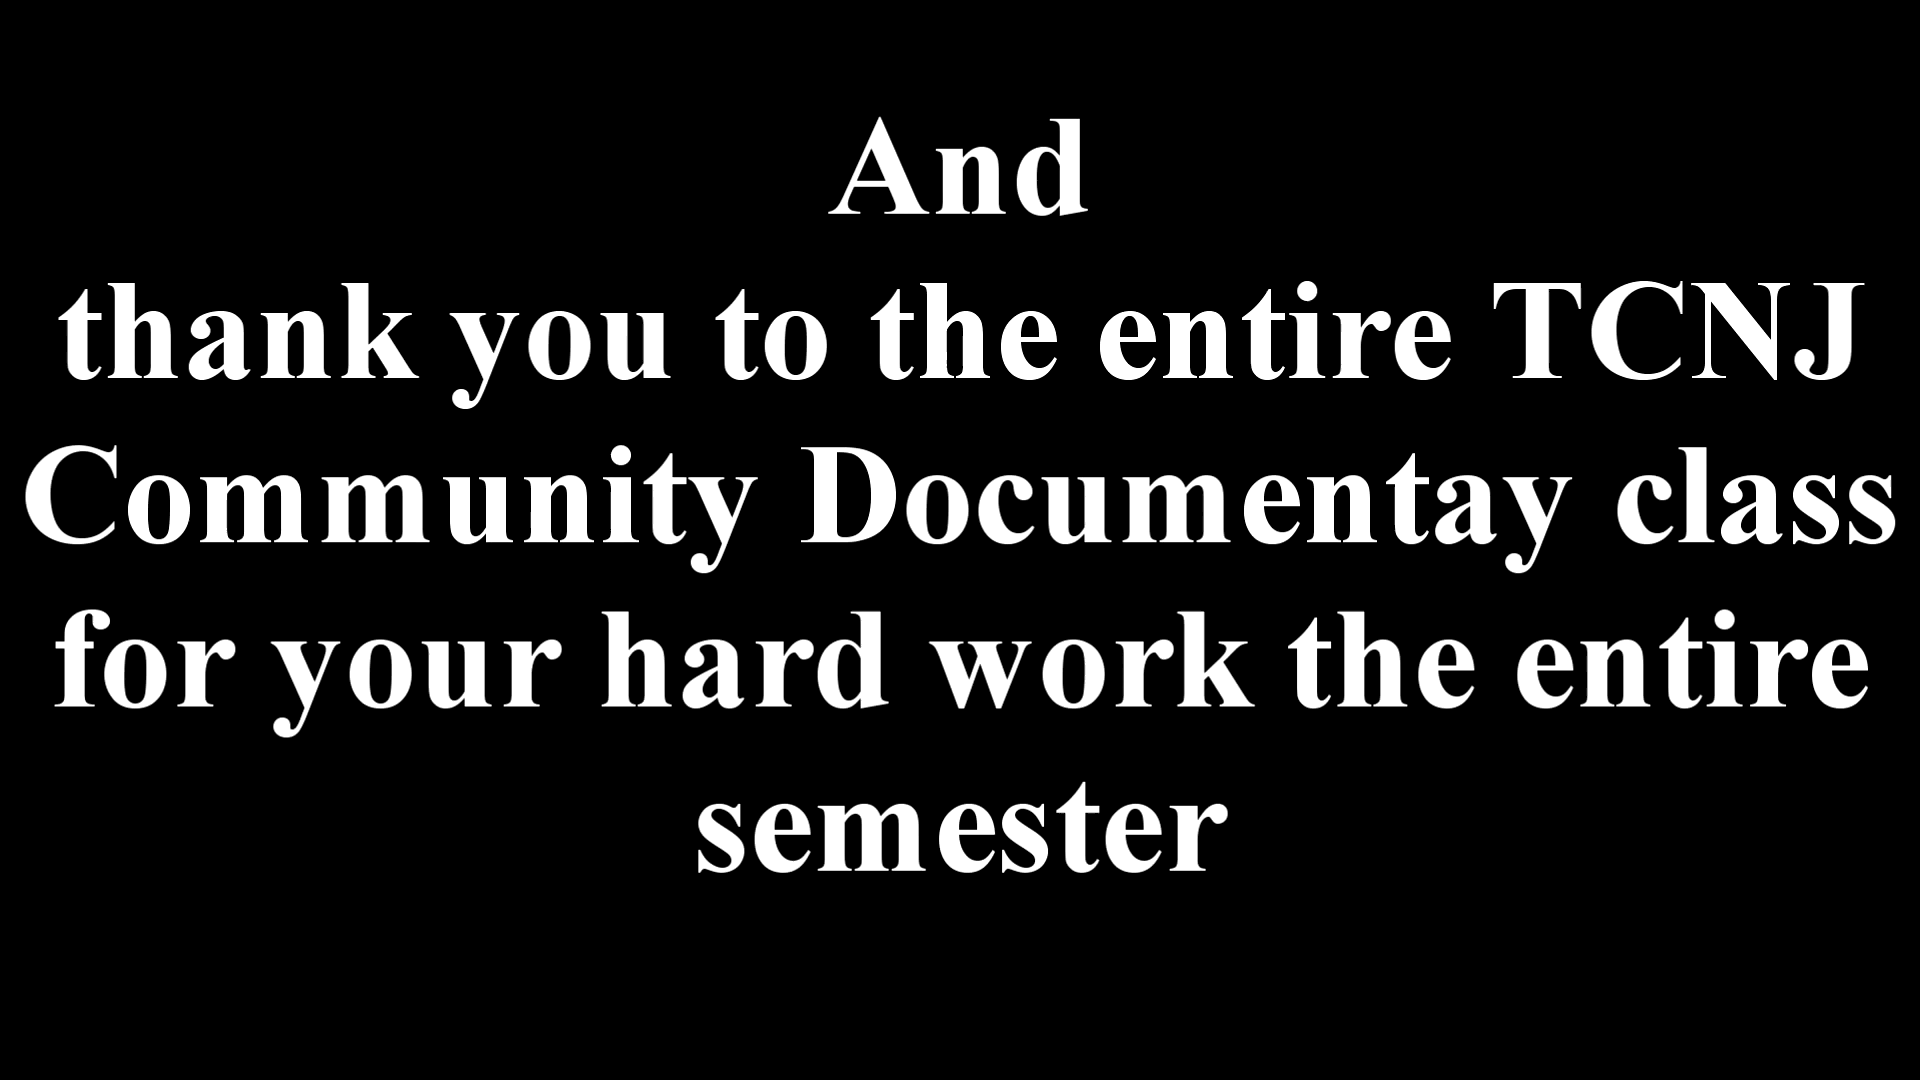 And
thank you to the entire TCNJ
Community Documentay class
for your hard work the entire
semester